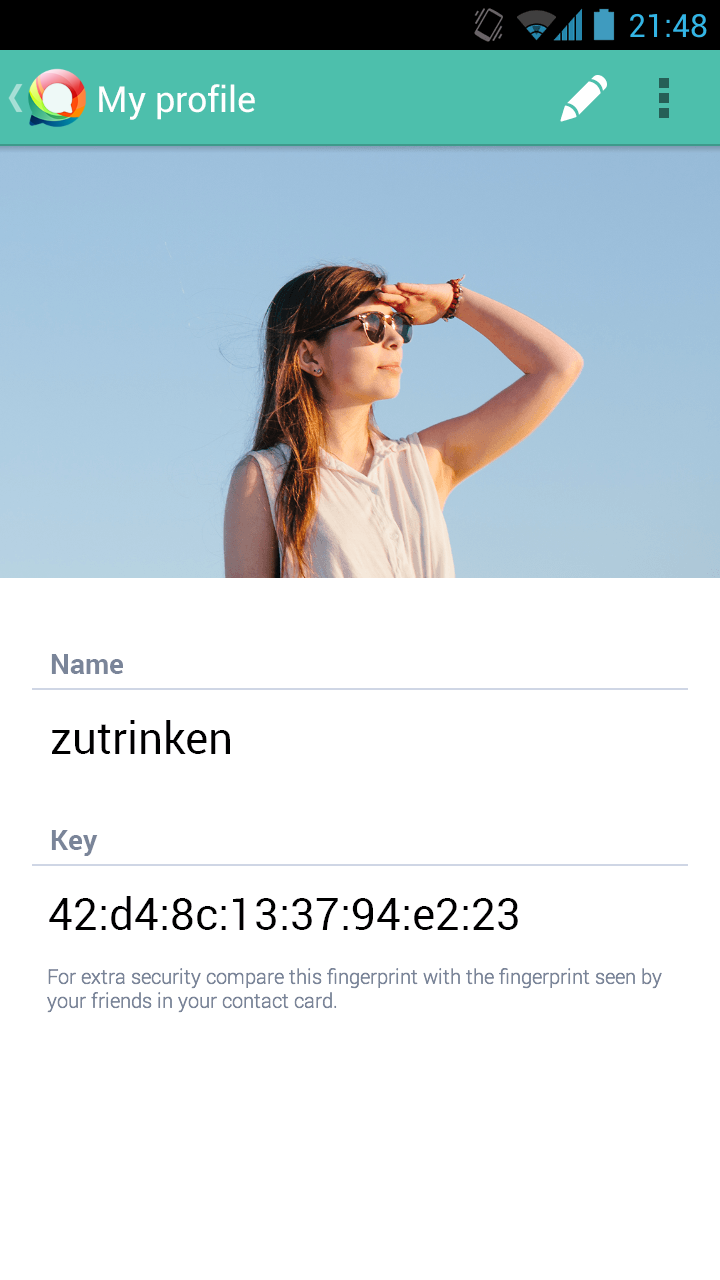 21:48
My profile
Name
zutrinken
Key
42:d4:8c:13:37:94:e2:23
For extra security compare this fingerprint with the fingerprint seen by
your friends in your contact card.